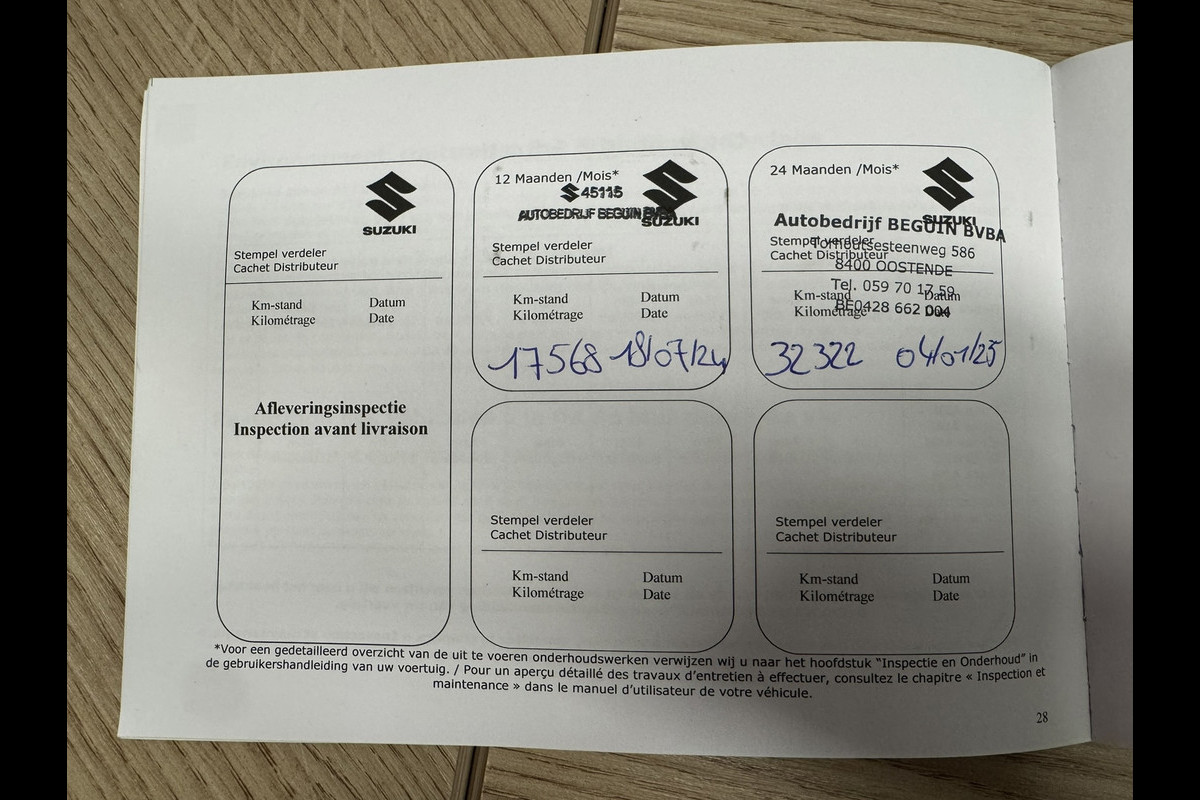 SUZUKI
Stempel verdeler
Cachet Distributeur
Km-stand Datum
Kilométrage Date
Afleveringsinspectie
Inspection avant livraison
12 Maanden /Mois*
45115
AUTOBEDRIJF BEGUIN BVBA
SUZUKI
Stempel verdeler
Cachet Distributeur
Km-stand Datum
Kilométrage Date
17568 18/07/24
24 Maanden /Mois*
SUZUKI
Autobedrijf BEGUIN BVBA
Stempel verdeler
Torhoutsesteenweg 586
Cachet Distributeur
8400 OOSTENDE
Tel. 059 70 17 59
Km-stand Datum
BE0428 662 004
Kilométrage Date
32322 04/01/25
Stempel verdeler
Cachet Distributeur
Km-stand Datum
Kilométrage Date
Stempel verdeler
Cachet Distributeur
Km-stand Datum
Kilométrage Date
*Voor een gedetailleerd overzicht van de uit te voeren onderhoudswerken verwijzen wij u naar het hoofdstuk “Inspectie en Onderhoud” in
de gebruikershandleiding van uw voertuig. / Pour un aperçu détaillé des travaux d’entretien à effectuer, consultez le chapitre « Inspection et
maintenance » dans le manuel d’utilisateur de votre véhicule.
28